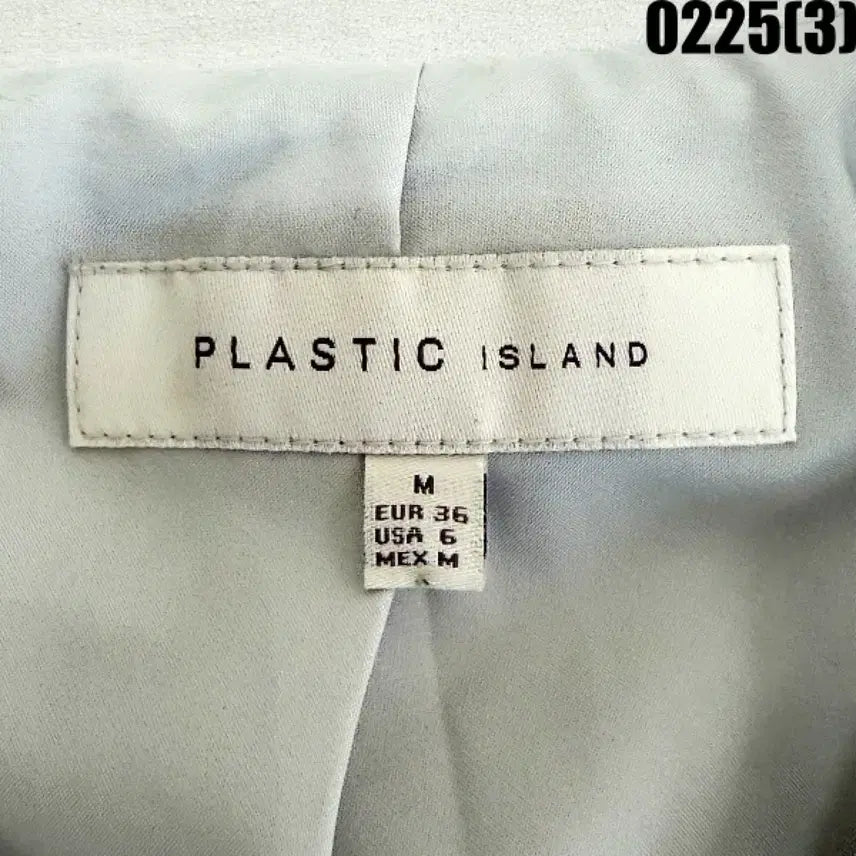 0225(3)
PLASTIC ISLAND
M
EUR 36
USA 6
MEX M